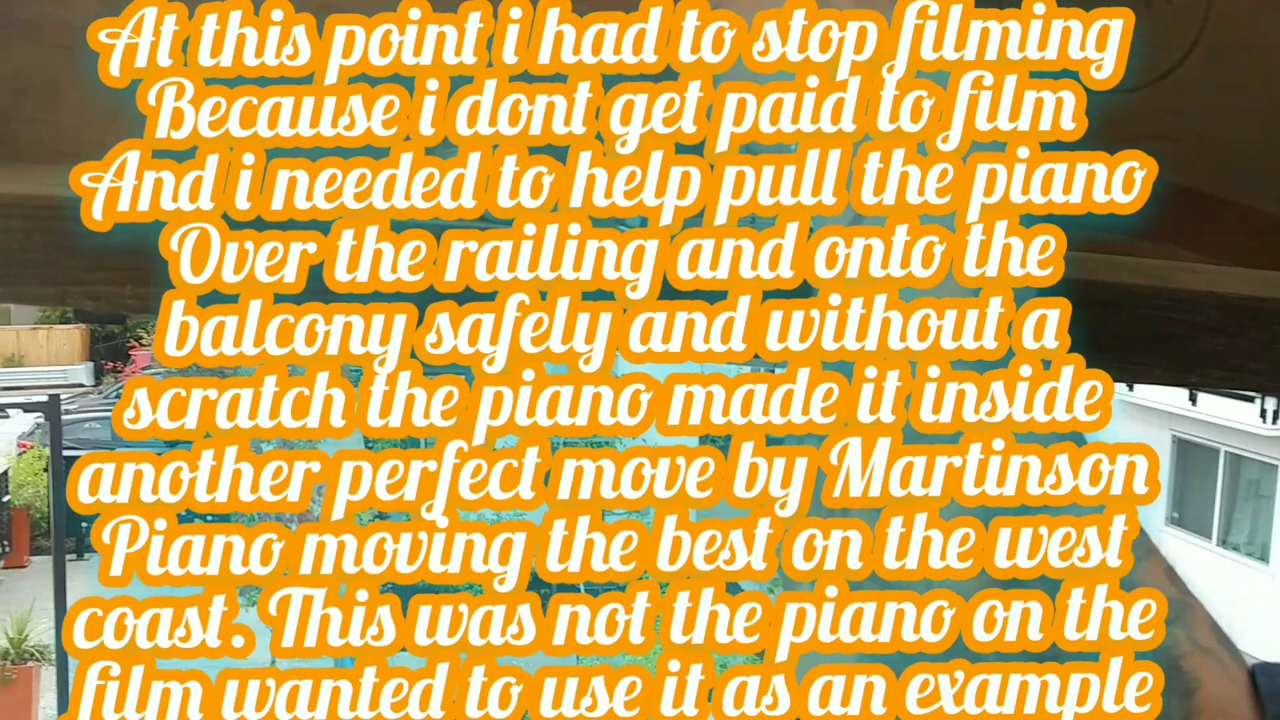 At this point i had to stop filming
Because i dont get paid to film
And i needed to help pull the piano
Over the railing and onto the
balcony safely and without a
scratch the piano made it inside
another perfect move by Martinson
Piano moving the best on the west
coast. This was not the piano on the
film wanted to use it as an example